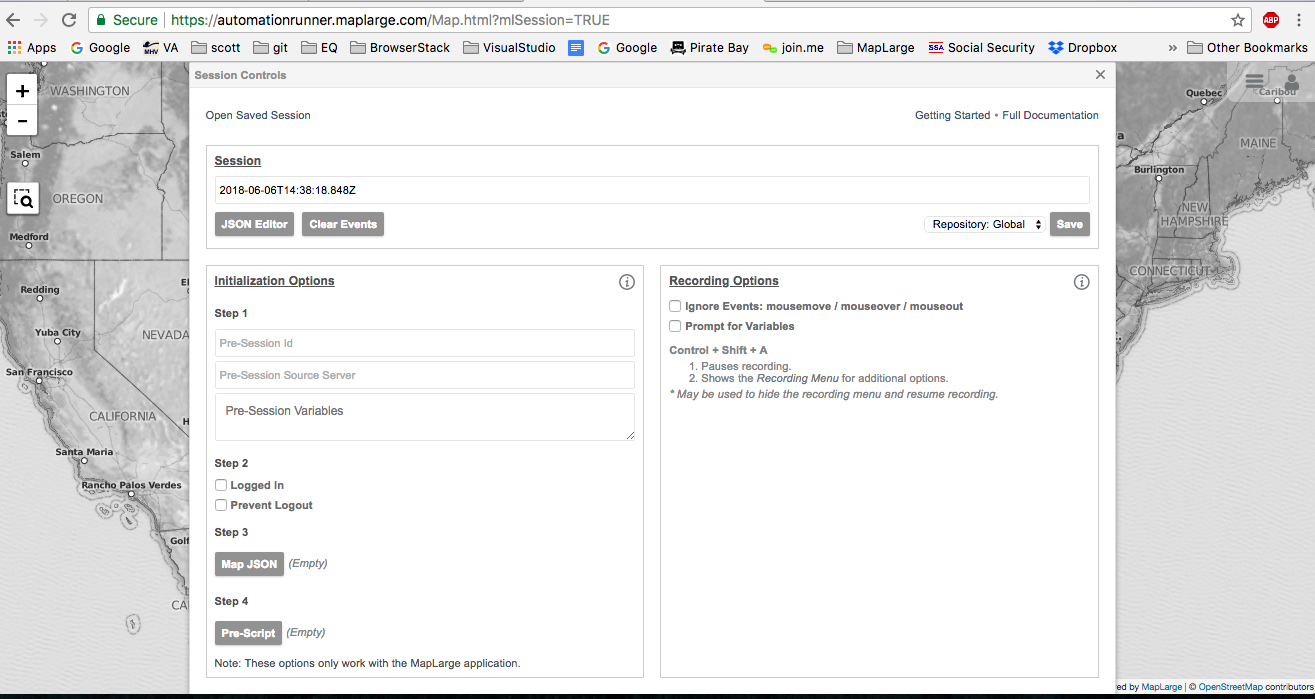 Secure https://automationrunner.maplarge.com/Map.html?mlSession=TRUE
ABP
Apps Google MHV VA scott git EQ BrowserStack VisualStudio Google Pirate Bay join.me MapLarge SSA Social Security Dropbox » Other Bookmarks
Session Controls
Open Saved Session
Getting Started • Full Documentation
Session
2018-06-06T14:38:18.848Z
JSON Editor Clear Events Repository: Global Save
Initialization Options
Step 1
Pre-Session Id
Pre-Session Source Server
Pre-Session Variables
Step 2
Logged In
Prevent Logout
Step 3
Map JSON (Empty)
Step 4
Pre-Script (Empty)
Note: These options only work with the MapLarge application.
Recording Options
Ignore Events: mousemove / mouseover / mouseout
Prompt for Variables
Control + Shift + A
1. Pauses recording.
2. Shows the Recording Menu for additional options.
* May be used to hide the recording menu and resume recording.
+
−
WASHINGTON
Salem
OREGON
Medford
Redding
El
Yuba City
NEVADA
San Francisco
CALIFORNIA
H
Santa Maria
Rancho Palos Verdes
Golf
CA
Quebec
Caribou
a
MAINE
Burlington
NEW
HAMPSHIRE
CONNECTICUT
ed by MapLarge | © OpenStreetMap contributors